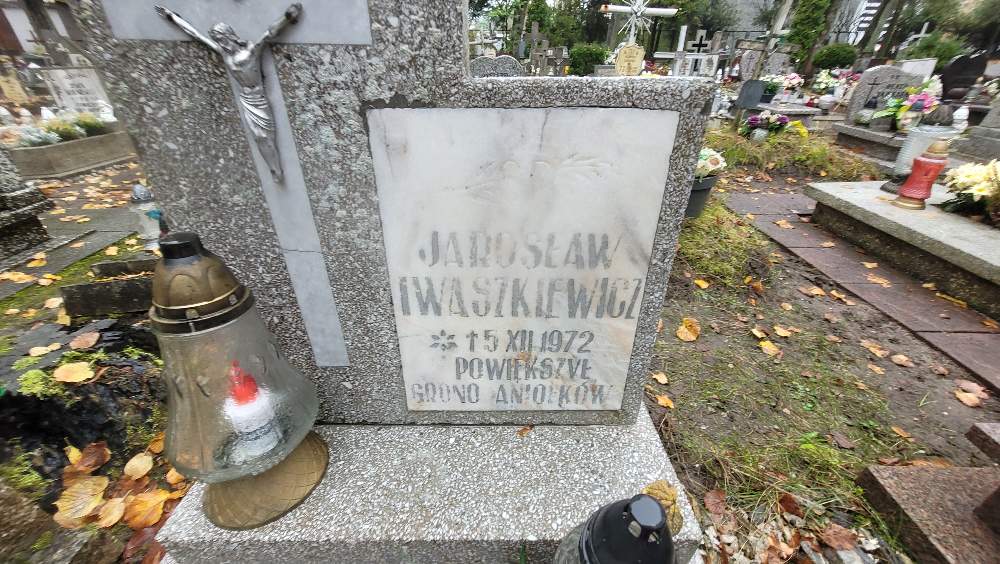 JAROSŁAW
IWASZKIEWICZ
* † 5 XII 1972
POWIĘKSZYŁ
GRONO ANIOŁKÓW